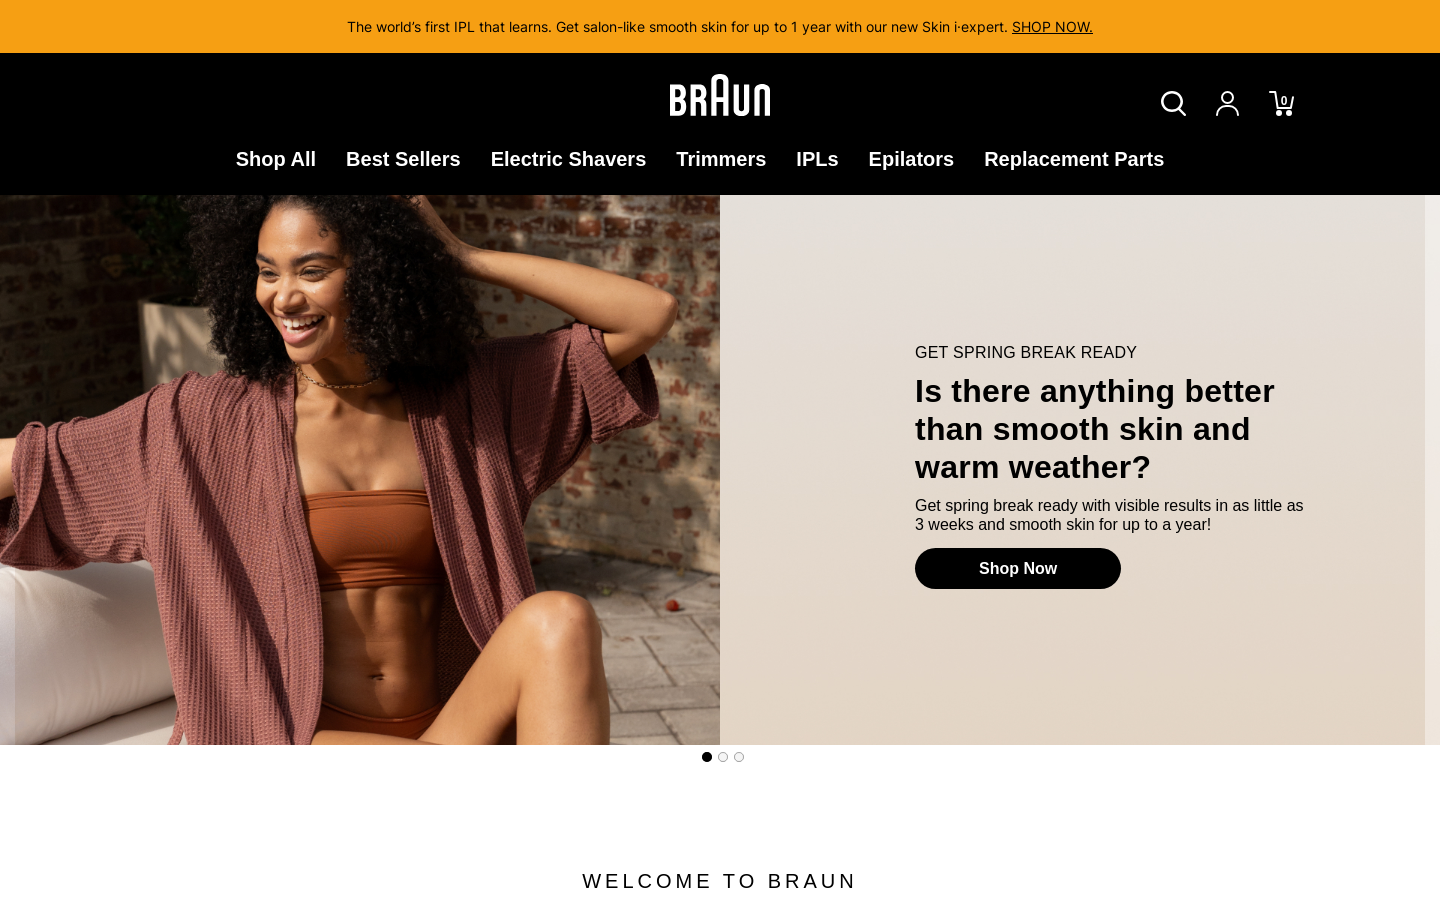 The world's first IPL that learns. Get salon-like smooth skin for up to 1 year with our new Skin i·expert. SHOP NOW.
BRAUN
0
Shop All Best Sellers Electric Shavers Trimmers IPLs Epilators Replacement Parts
GET SPRING BREAK READY
Is there anything better
than smooth skin and
warm weather?
Get spring break ready with visible results in as little as
3 weeks and smooth skin for up to a year!
Shop Now
WELCOME TO BRAUN